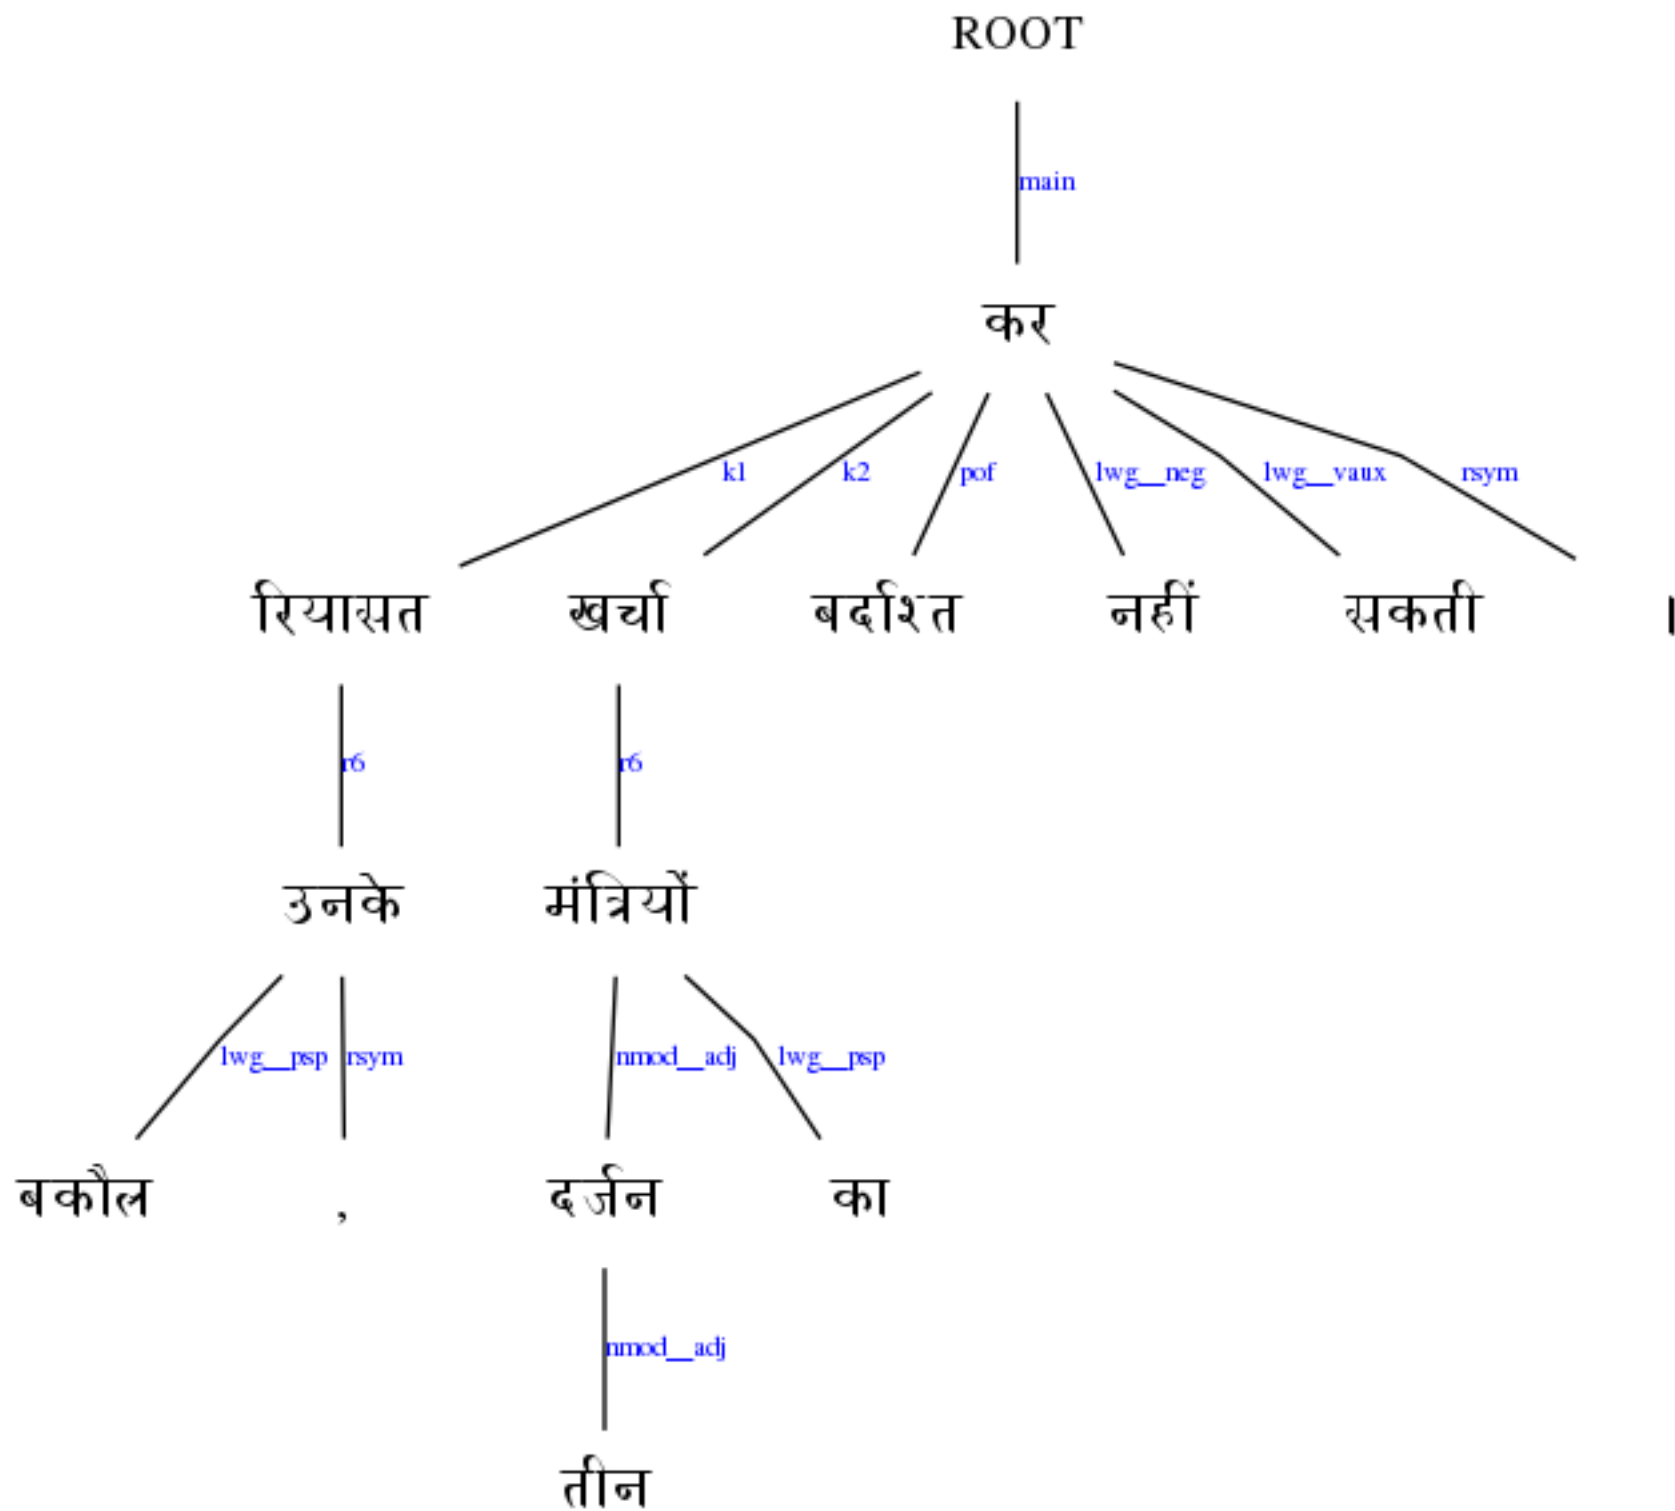 ROOT
main
कर
k1 k2 pof lwg__neg lwg__vaux rsym
रियासत खर्चा बर्दाश्त नहीं सकती ।
r6 r6
उनके मंत्रियों
lwg__psp rsym nmod__adj lwg__psp
बकौल , दर्जन का
nmod__adj
तीन